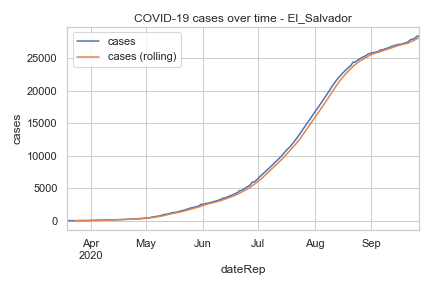 COVID-19 cases over time - El_Salvador
cases
cases (rolling)
25000
20000
15000
10000
5000
0
cases
Apr May Jun Jul Aug Sep
2020
dateRep